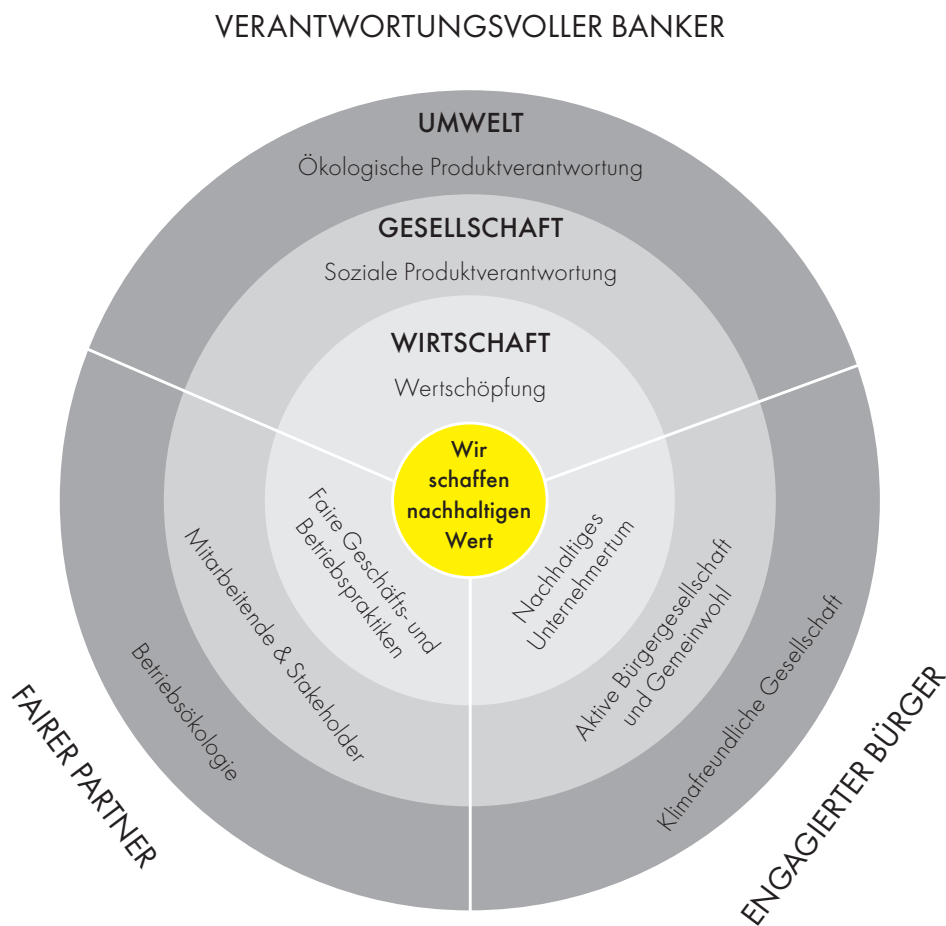 VERANTWORTUNGSVOLLER BANKER
UMWELT
Ökologische Produktverantwortung
GESELLSCHAFT
Soziale Produktverantwortung
WIRTSCHAFT
Wertschöpfung
Wir
schaffen
nachhaltigen
Wert
Faire Geschäfts- und
Betriebspraktiken
Mitarbeitende & Stakeholder
Betriebsökologie
FAIRER PARTNER
Nachhaltiges
Unternehmertum
Aktive Bürgergesellschaft
und Gemeinwohl
Klimafreundliche Gesellschaft
ENGAGIERTER BÜRGER